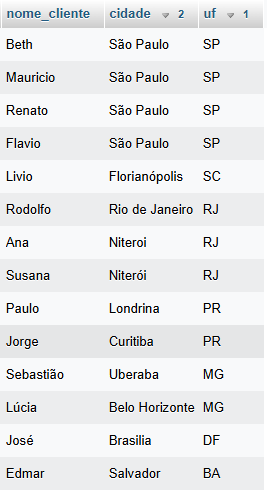 nome_cliente cidade 2 uf 1
Beth São Paulo SP
Mauricio São Paulo SP
Renato São Paulo SP
Flavio São Paulo SP
Livio Florianópolis SC
Rodolfo Rio de Janeiro RJ
Ana Niteroi RJ
Susana Niterói RJ
Paulo Londrina PR
Jorge Curitiba PR
Sebastião Uberaba MG
Lúcia Belo Horizonte MG
José Brasilia DF
Edmar Salvador BA